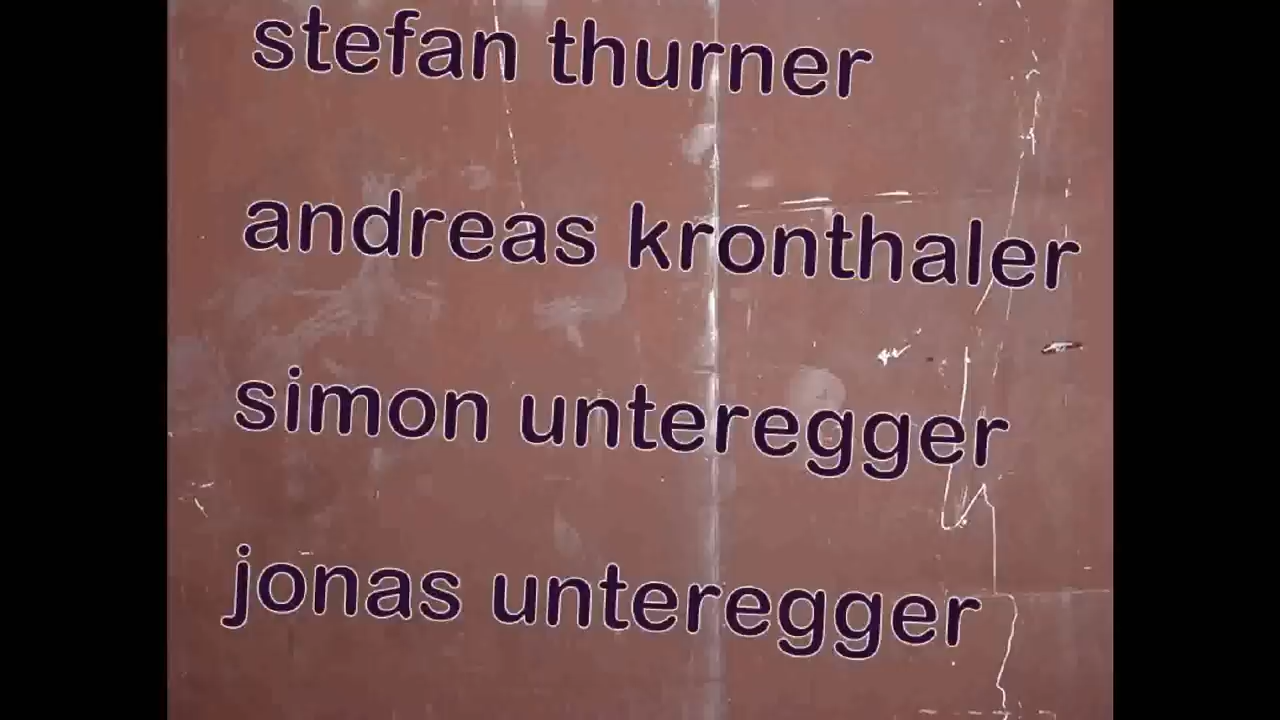 stefan thurner
andreas kronthaler
simon unteregger
jonas unteregger